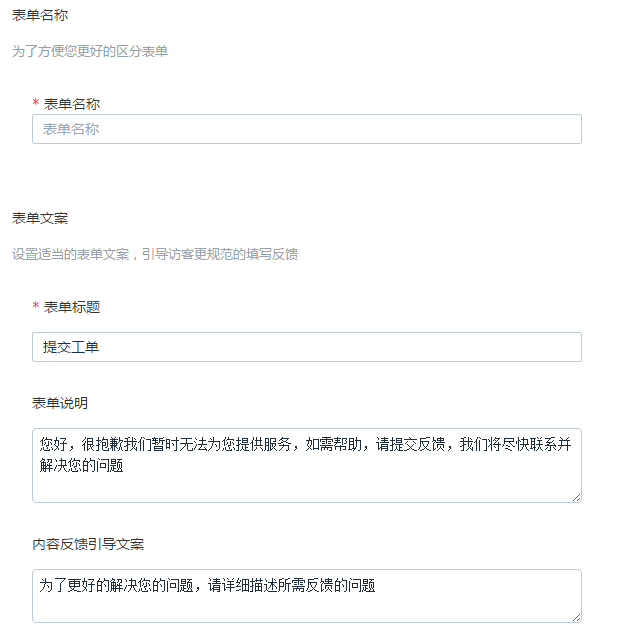 表单名称
为了方便您更好的区分表单
* 表单名称
表单名称
表单文案
设置适当的表单文案，引导访客更规范的填写反馈
* 表单标题
提交工单
表单说明
您好，很抱歉我们暂时无法为您提供服务，如需帮助，请提交反馈，我们将尽快联系并
解决您的问题
内容反馈引导文案
为了更好的解决您的问题，请详细描述所需反馈的问题